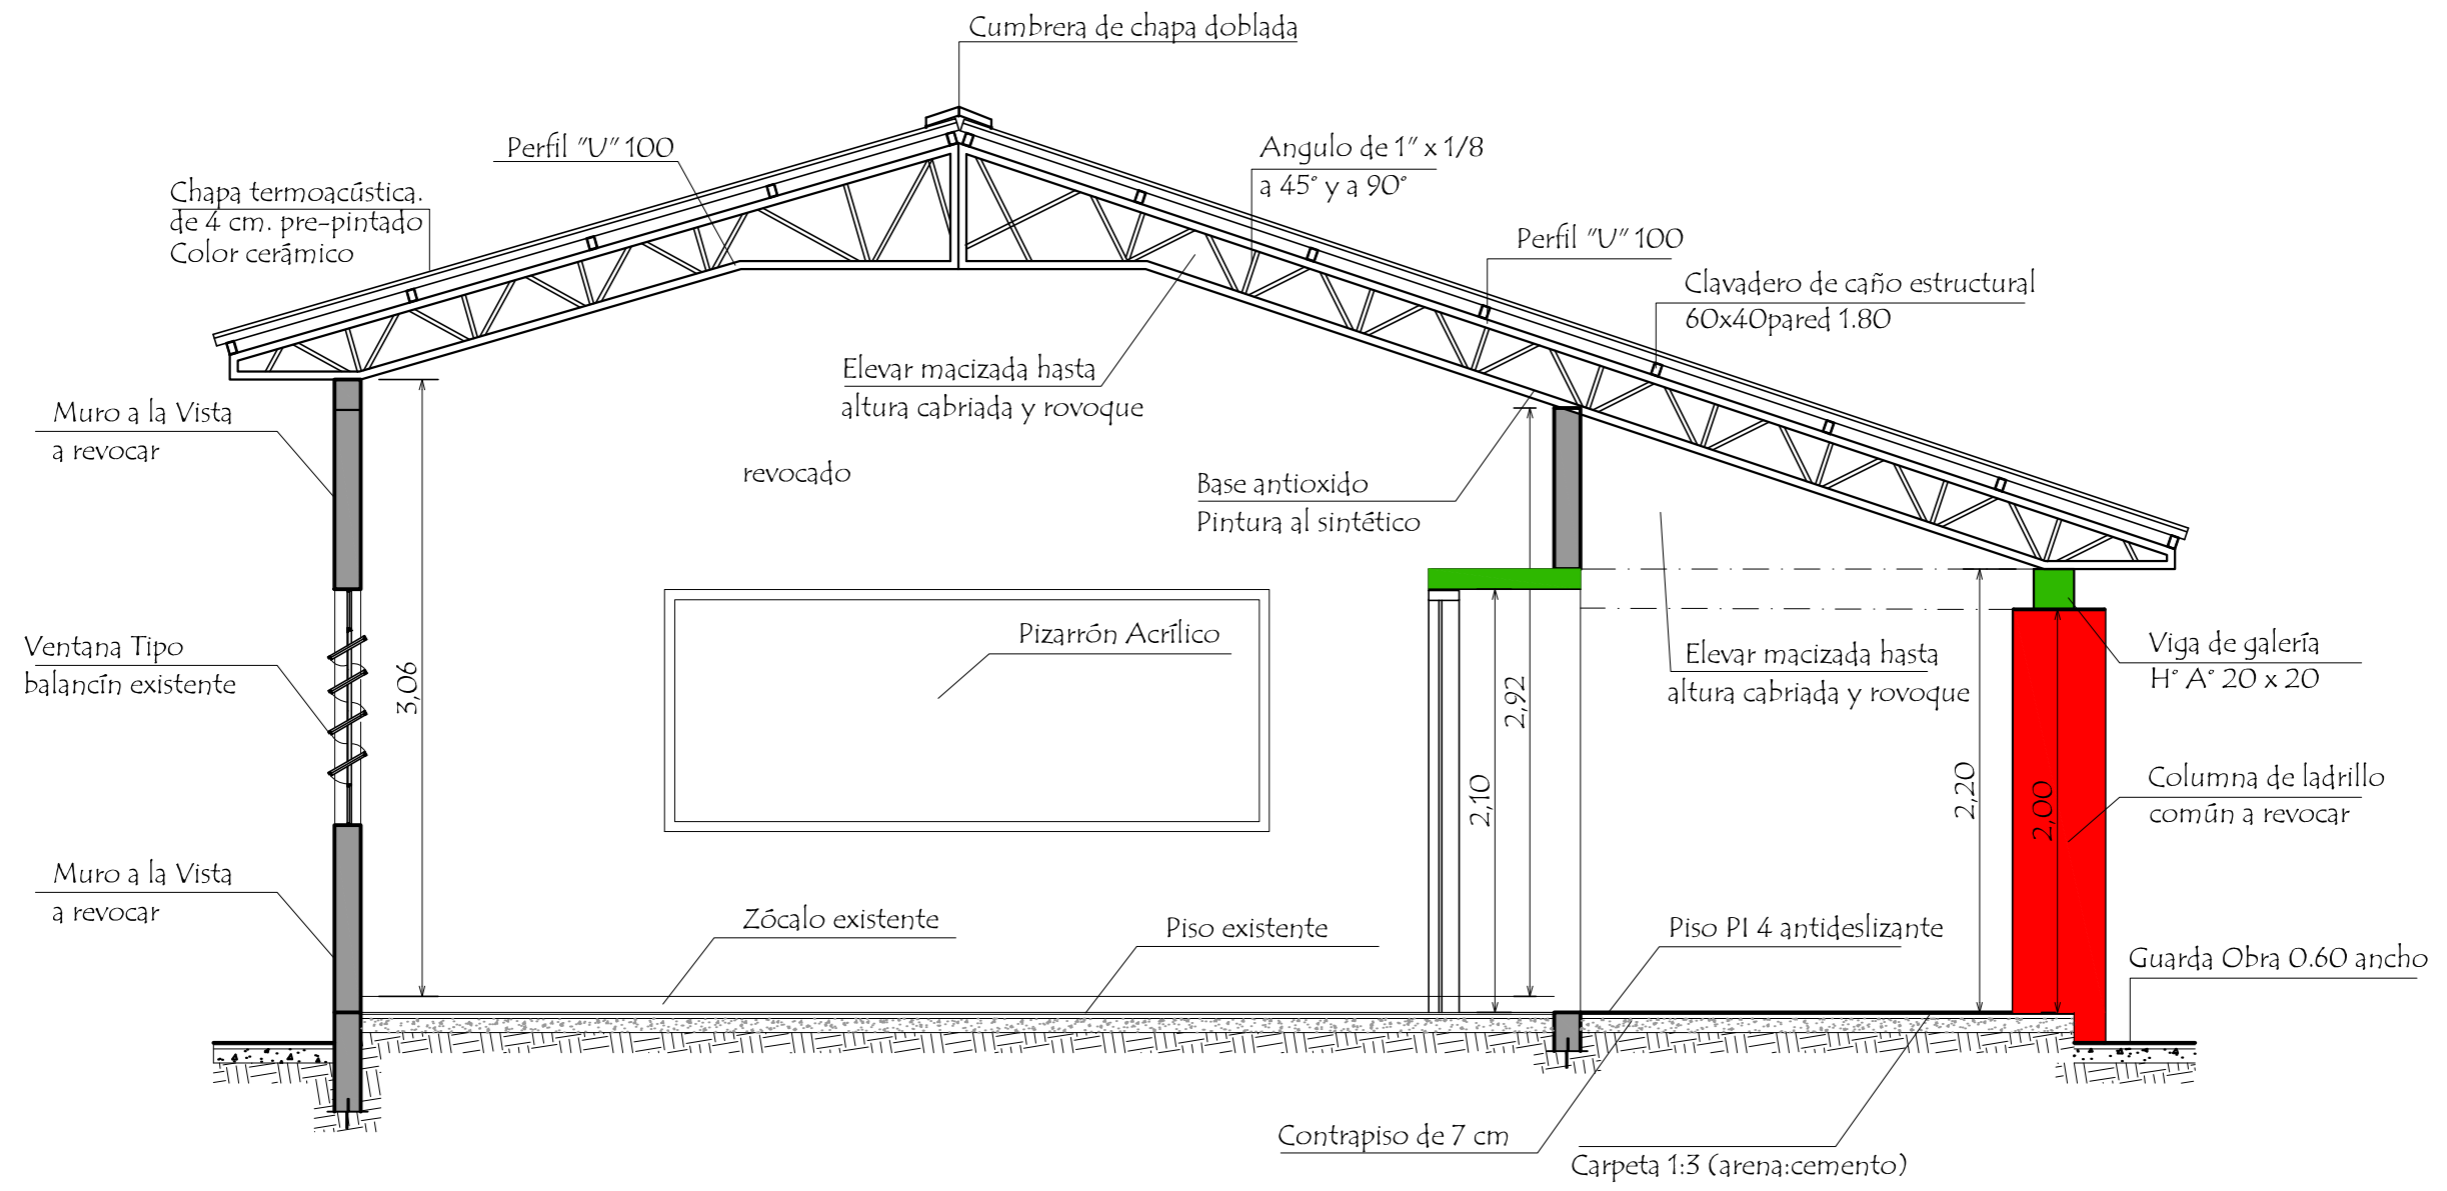 Cumbrera de chapa doblada
Perfil "U" 100
Angulo de 1" x 1/8
a 45° y a 90°
Chapa termoacústica.
de 4 cm. pre-pintado
Color cerámico
Perfil "U" 100
Clavadero de caño estructural
60x40pared 1.80
Elevar macizada hasta
altura cabriada y rovoque
Muro a la Vista
a revocar
revocado
Base antioxido
Pintura al sintético
Ventana Tipo
balancín existente
3,06
Pizarrón Acrílico
2,92
2,10
Elevar macizada hasta
altura cabriada y rovoque
Viga de galería
H° A° 20 x 20
2,20
2,00
Columna de ladrillo
común a revocar
Muro a la Vista
a revocar
Zócalo existente
Piso existente
Piso PI 4 antideslizante
Guarda Obra 0.60 ancho
Contrapiso de 7 cm
Carpeta 1:3 (arena:cemento)